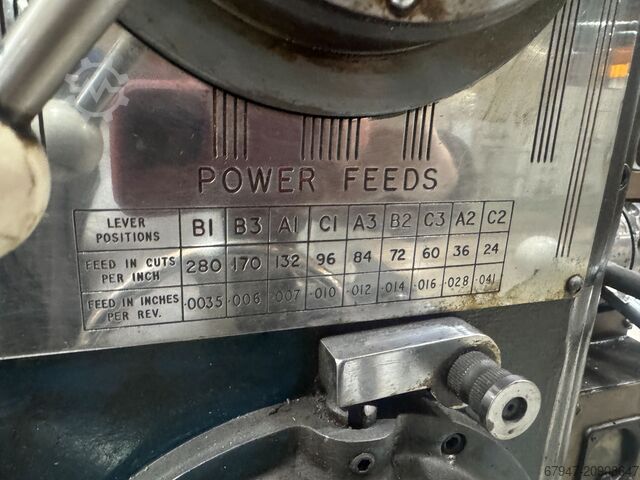 POWER FEEDS
LEVER POSITIONS B1 B3 A1 C1 A3 B2 C3 A2 C2
FEED IN CUTS PER INCH 280 170 132 96 84 72 60 36 24
FEED IN INCHES PER REV. ·0035 ·006 ·007 ·010 ·012 ·014 ·016 ·028 ·041
67947-20908647